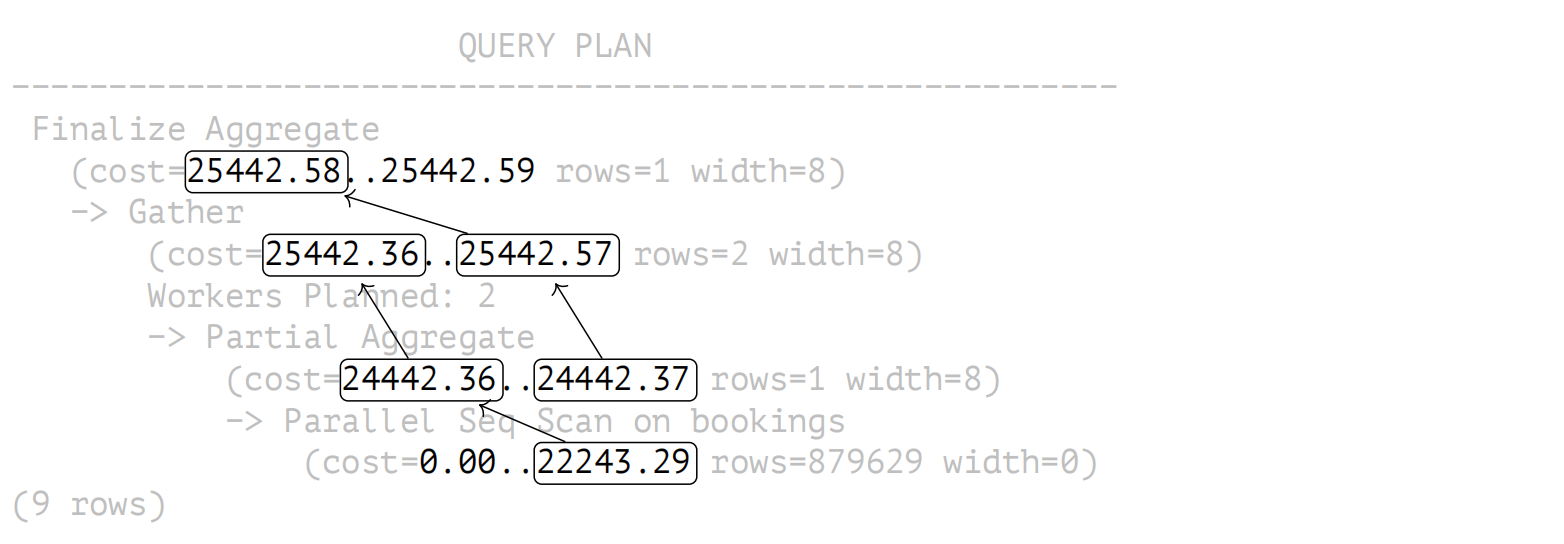 QUERY PLAN
---------------------------------------------------------
Finalize Aggregate
(cost=25442.58..25442.59 rows=1 width=8)
-> Gather
(cost=25442.36..25442.57 rows=2 width=8)
Workers Planned: 2
-> Partial Aggregate
(cost=24442.36..24442.37 rows=1 width=8)
-> Parallel Seq Scan on bookings
(cost=0.00..22243.29 rows=879629 width=0)
(9 rows)